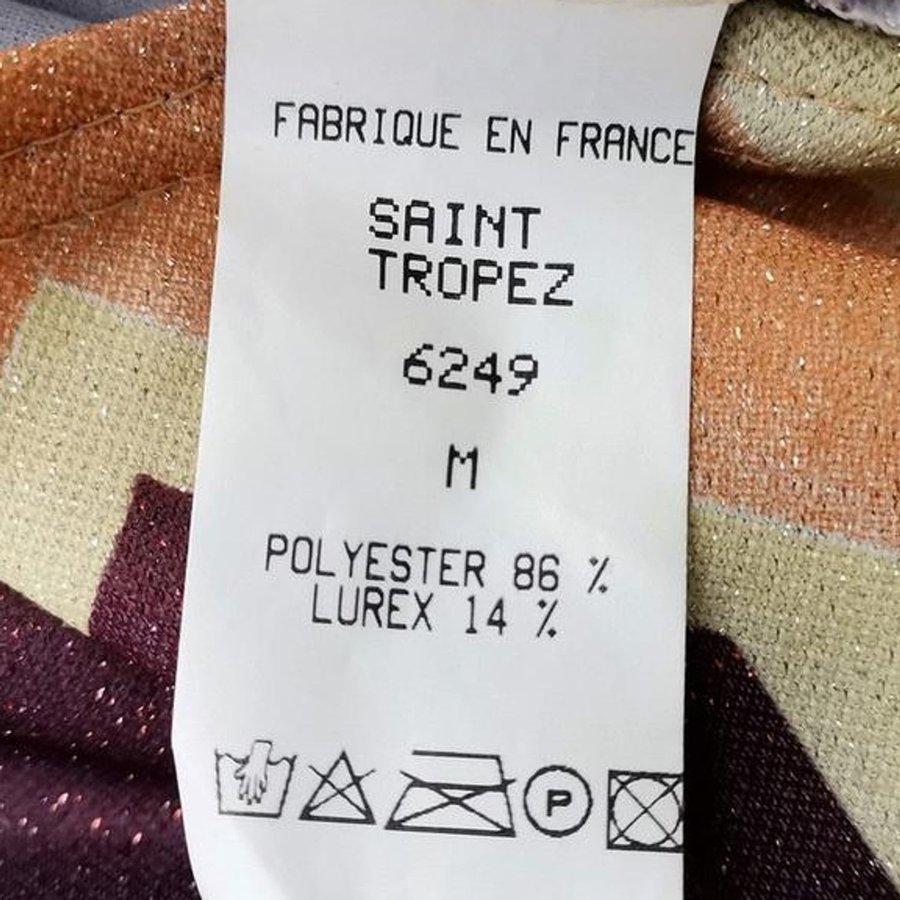 FABRIQUE EN FRANCE
SAINT
TROPEZ
6249
M
POLYESTER 86 %
LUREX 14 %
P